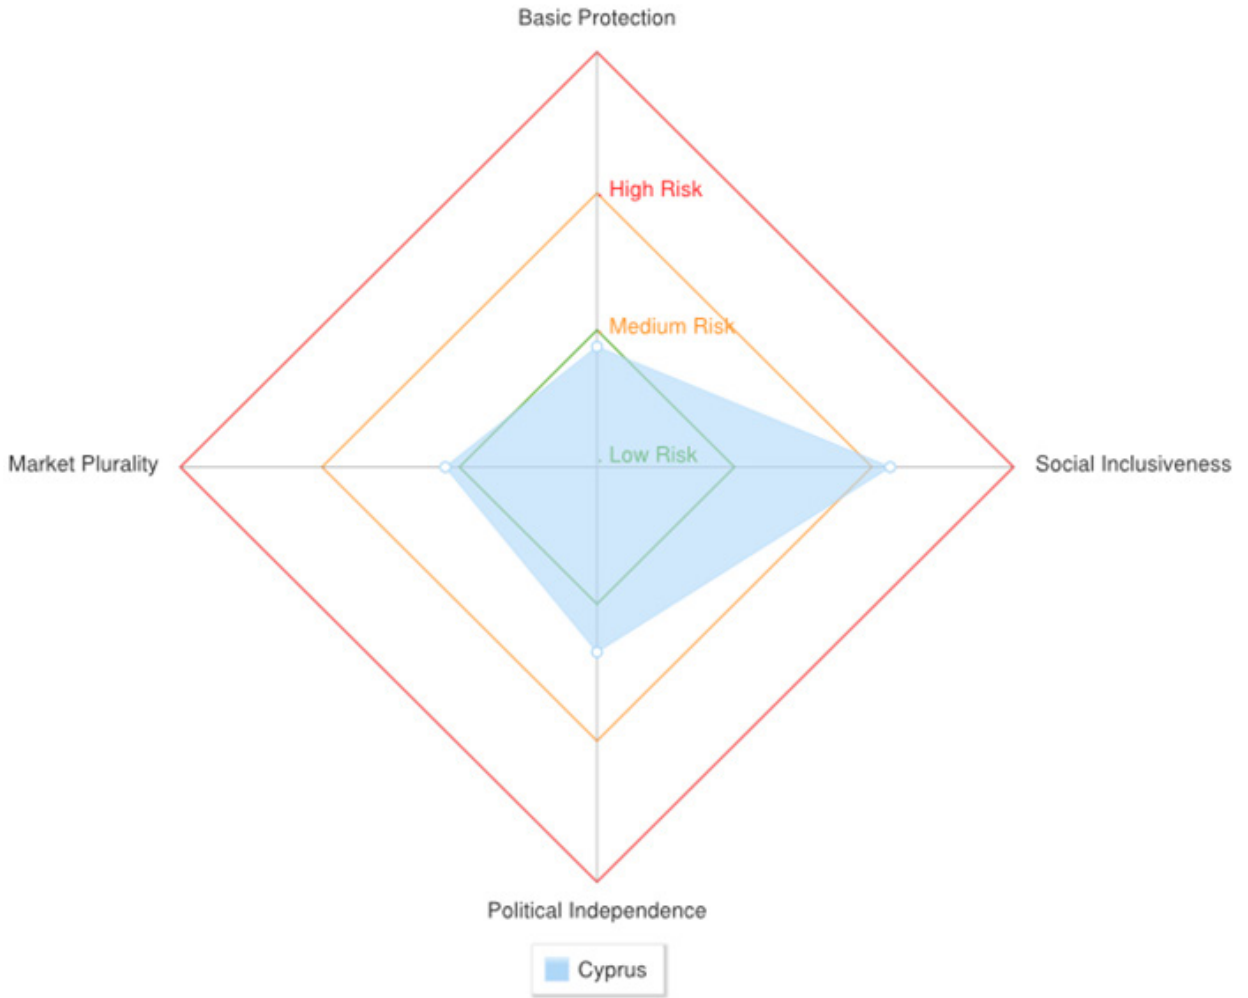 Basic Protection
High Risk
Medium Risk
Low Risk
Market Plurality
Social Inclusiveness
Political Independence
Cyprus